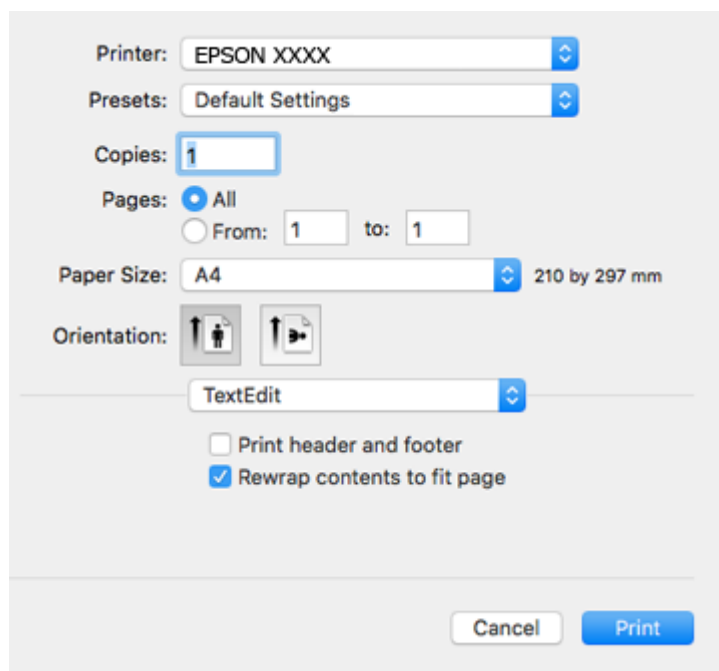 Printer: EPSON XXXX
Presets: Default Settings
Copies: 1
Pages: All
From: 1 to: 1
Paper Size: A4 210 by 297 mm
Orientation:
TextEdit
Print header and footer
Rewrap contents to fit page
Cancel Print